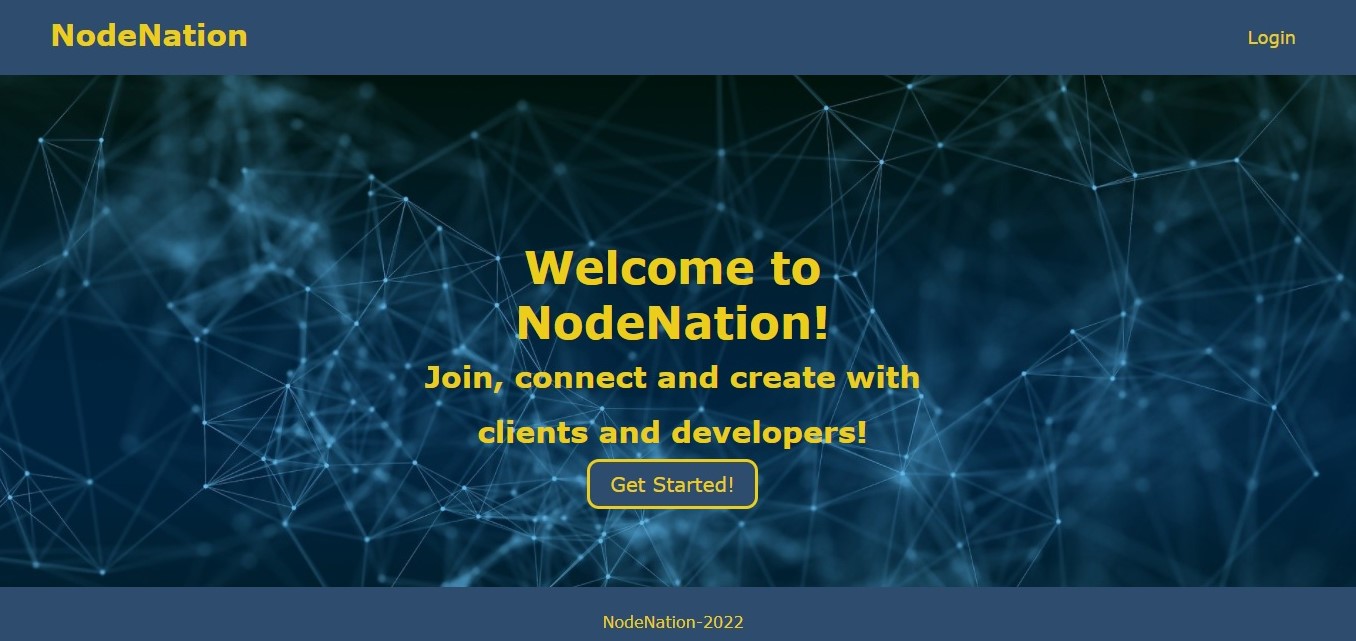 NodeNation
Login
Welcome to
NodeNation!
Join, connect and create with
clients and developers!
Get Started!
NodeNation-2022